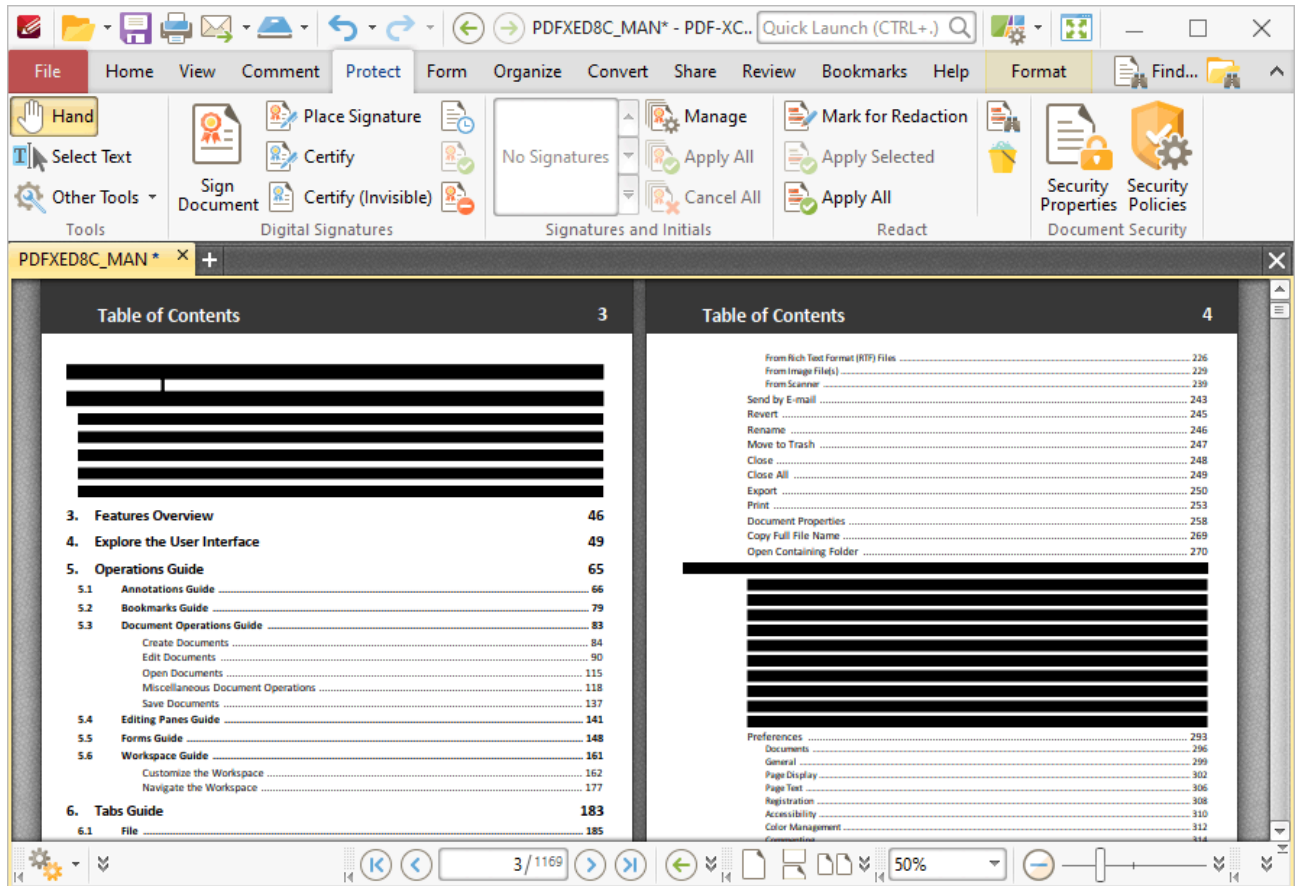 PDFXED8C_MAN* - PDF-XC.. Quick Launch (CTRL+.)
File Home View Comment Protect Form Organize Convert Share Review Bookmarks Help Format Find...
Hand
Select Text
Other Tools
Tools
Sign Document
Place Signature
Certify
Certify (Invisible)
Digital Signatures
No Signatures
Manage
Apply All
Cancel All
Signatures and Initials
Mark for Redaction
Apply Selected
Apply All
Redact
Security Properties
Security Policies
Document Security
PDFXED8C_MAN *
Table of Contents 3
3. Features Overview 46
4. Explore the User Interface 49
5. Operations Guide 65
5.1 Annotations Guide 66
5.2 Bookmarks Guide 79
5.3 Document Operations Guide 83
Create Documents 84
Edit Documents 90
Open Documents 115
Miscellaneous Document Operations 118
Save Documents 137
5.4 Editing Panes Guide 141
5.5 Forms Guide 148
5.6 Workspace Guide 161
Customize the Workspace 162
Navigate the Workspace 177
6. Tabs Guide 183
6.1 File 185
Table of Contents 4
From Rich Text Format (RTF) Files 226
From Image File(s) 229
From Scanner 239
Send by E-mail 243
Revert 245
Rename 246
Move to Trash 247
Close 248
Close All 249
Export 250
Print 253
Document Properties 258
Copy Full File Name 269
Open Containing Folder 270
Preferences 293
Documents 296
General 299
Page Display 302
Page Text 306
Registration 308
Accessibility 310
Color Management 312
Commenting 314
3/1169
50%